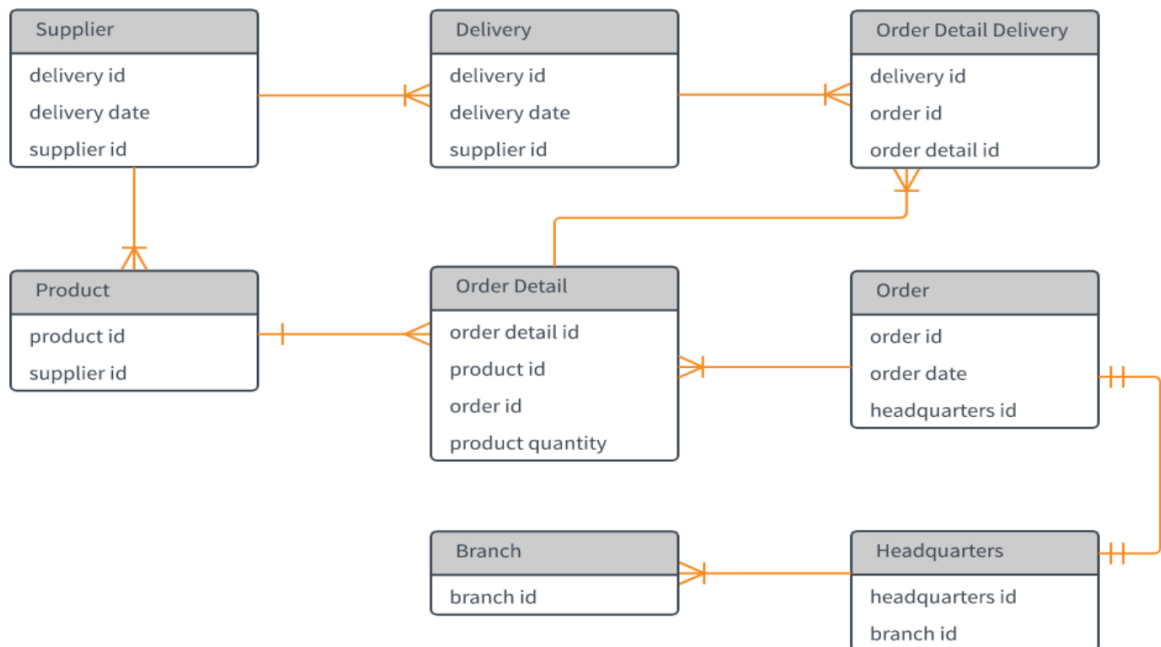 Supplier
delivery id
delivery date
supplier id
Delivery
delivery id
delivery date
supplier id
Order Detail Delivery
delivery id
order id
order detail id
Product
product id
supplier id
Order Detail
order detail id
product id
order id
product quantity
Order
order id
order date
headquarters id
Branch
branch id
Headquarters
headquarters id
branch id